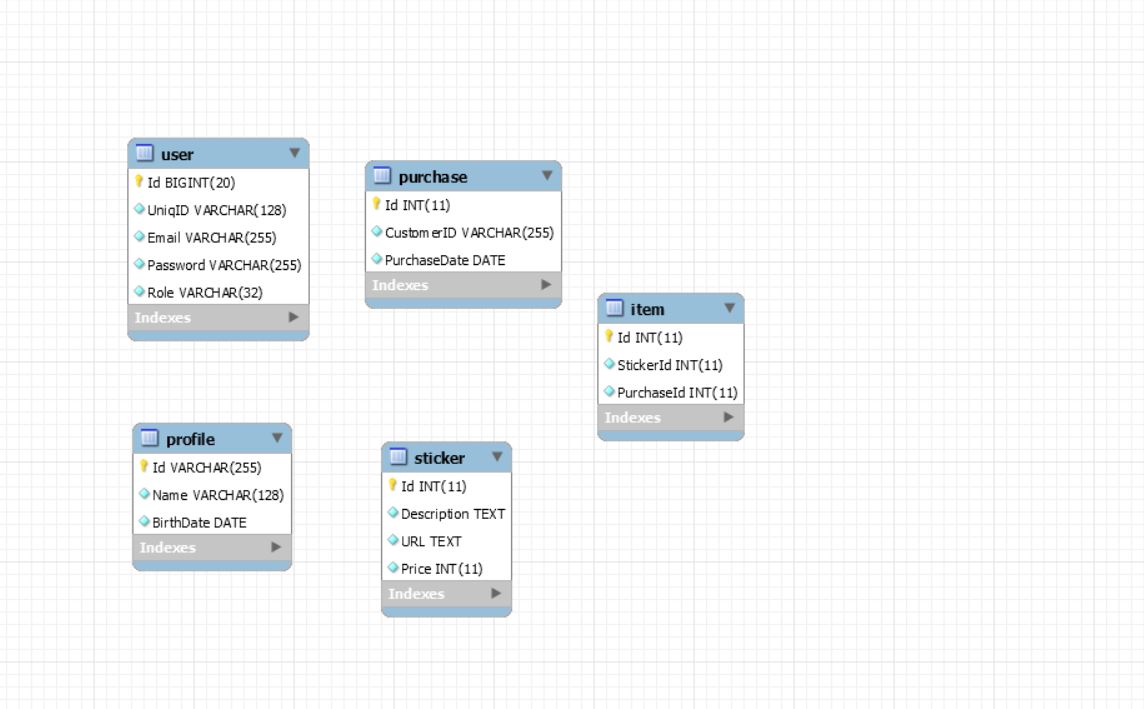 user
Id BIGINT(20)
UniqID VARCHAR(128)
Email VARCHAR(255)
Password VARCHAR(255)
Role VARCHAR(32)
Indexes
purchase
Id INT(11)
CustomerID VARCHAR(255)
PurchaseDate DATE
Indexes
item
Id INT(11)
StickerId INT(11)
PurchaseId INT(11)
Indexes
profile
Id VARCHAR(255)
Name VARCHAR(128)
BirthDate DATE
Indexes
sticker
Id INT(11)
Description TEXT
URL TEXT
Price INT(11)
Indexes